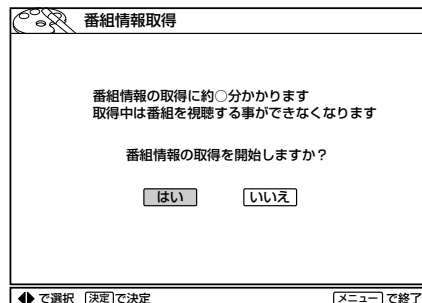 番組情報取得
番組情報の取得に約○分かかります
取得中は番組を視聴する事ができなくなります
番組情報の取得を開始しますか？
はい いいえ
で選択 決定で決定 メニューで終了